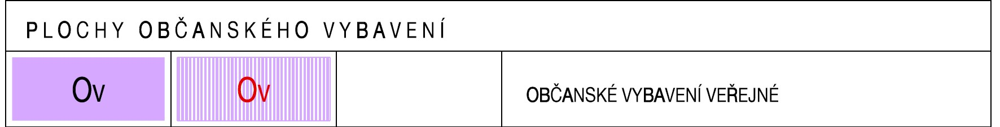 PLOCHY OBČANSKÉHO VYBAVENÍ
Ov Ov OBČANSKÉ VYBAVENÍ VEŘEJNÉ